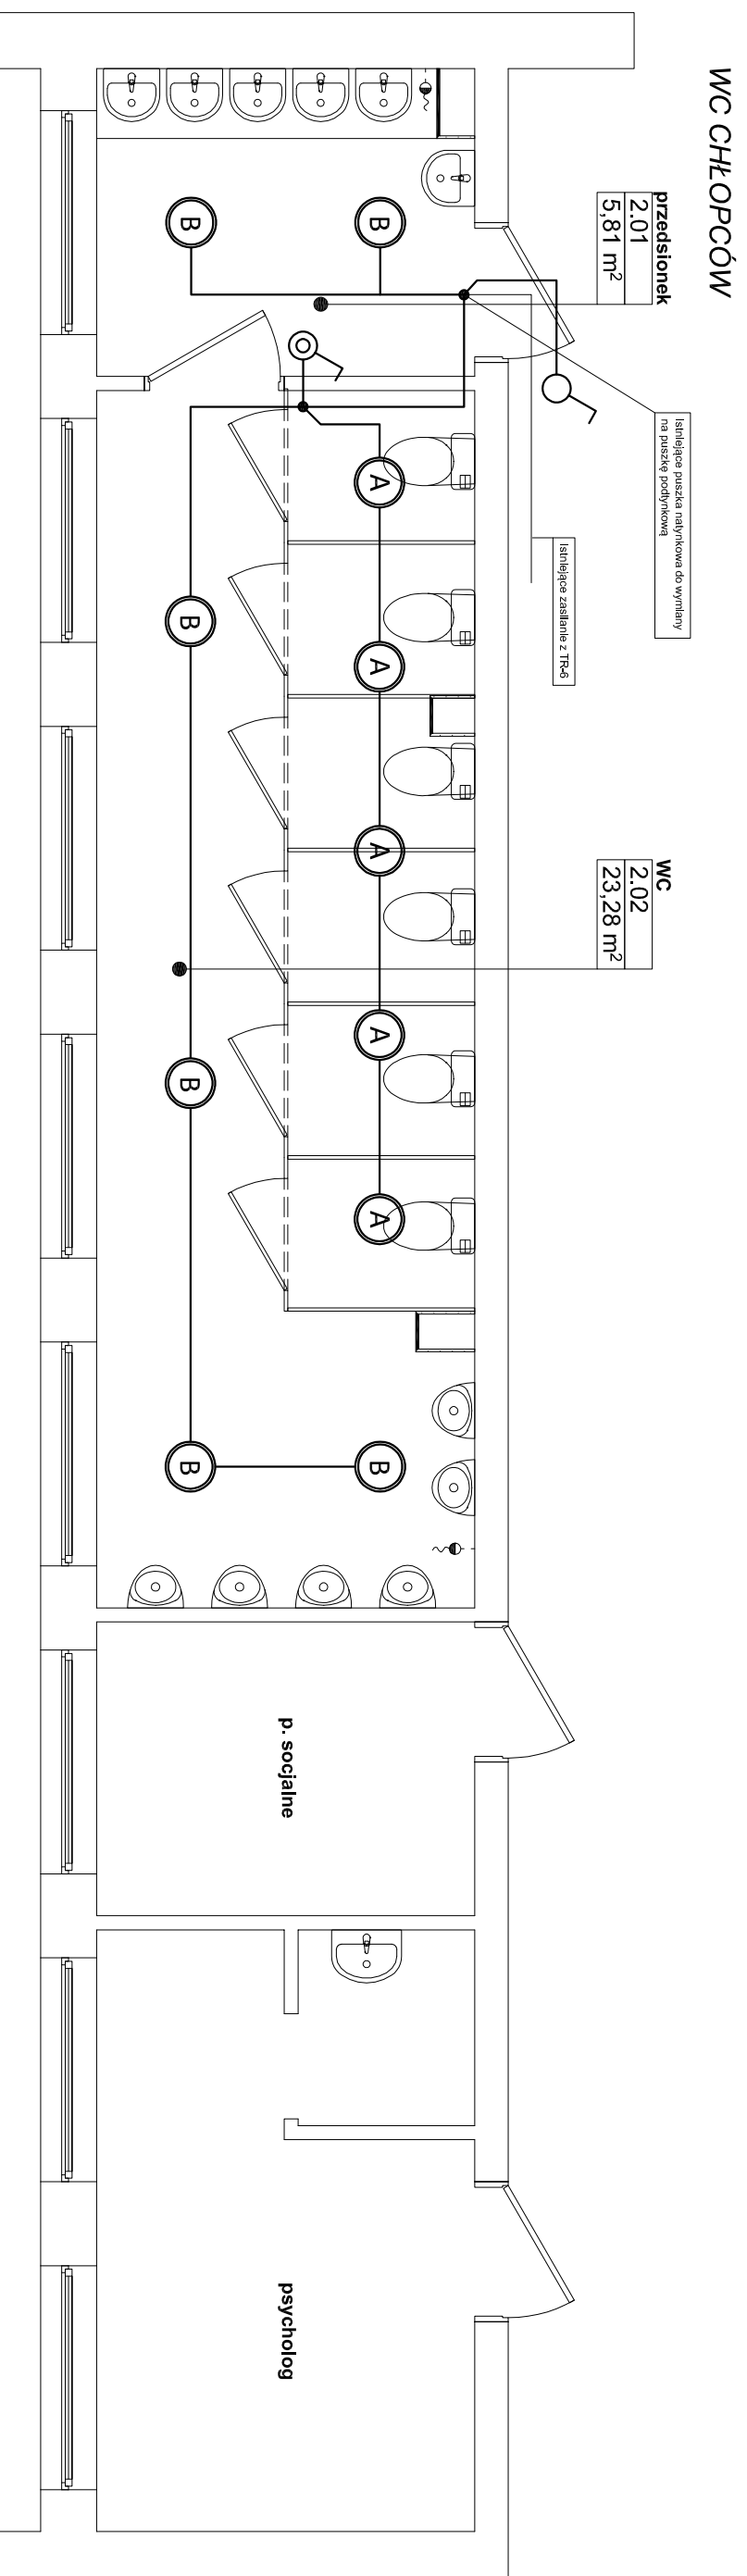 WC CHŁOPCÓW
przedsionek
2.01
5,81 m²
Istniejące puszka natynkowa do wymiany
na puszkę podtynkową
Istniejące zasilanie z TR-6
WC
2.02
23,28 m²
B
B
A
B
A
A
A
B
A
B
B
p. socjalne
psycholog